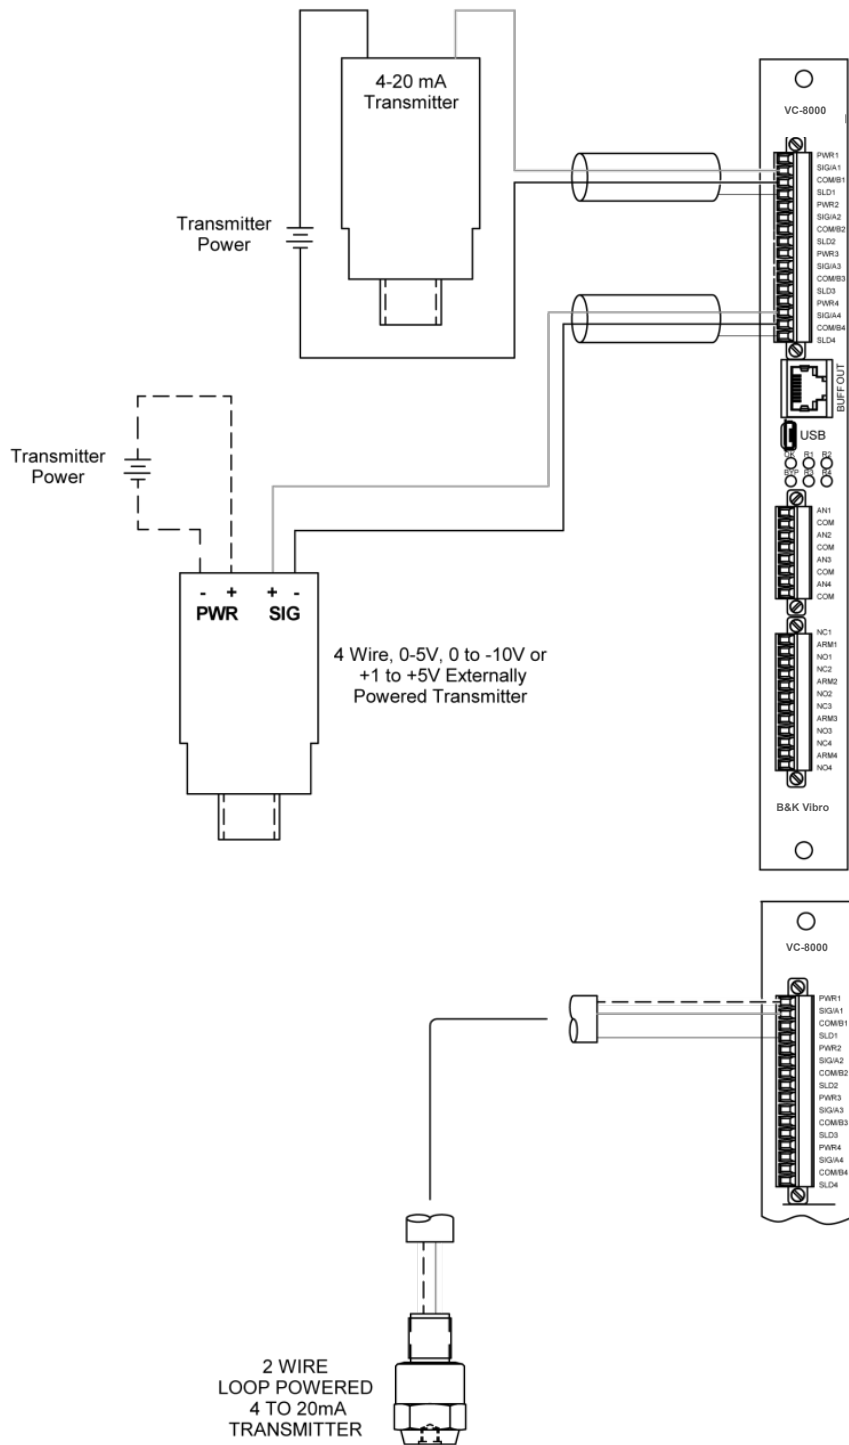 4-20 mA
Transmitter
Transmitter
Power
VC-8000
PWR1
SIG/A1
COM/B1
SLD1
PWR2
SIG/A2
COM/B2
SLD2
PWR3
SIG/A3
COM/B3
SLD3
PWR4
SIG/A4
COM/B4
SLD4
BUFF OUT
USB
OK R1 R2
BYP R3 R4
AN1
COM
AN2
COM
AN3
COM
AN4
COM
NC1
ARM1
NO1
NC2
ARM2
NO2
NC3
ARM3
NO3
NC4
ARM4
NO4
B&K Vibro
Transmitter
Power
- + + -
PWR SIG
4 Wire, 0-5V, 0 to -10V or
+1 to +5V Externally
Powered Transmitter
VC-8000
PWR1
SIG/A1
COM/B1
SLD1
PWR2
SIG/A2
COM/B2
SLD2
PWR3
SIG/A3
COM/B3
SLD3
PWR4
SIG/A4
COM/B4
SLD4
2 WIRE
LOOP POWERED
4 TO 20mA
TRANSMITTER